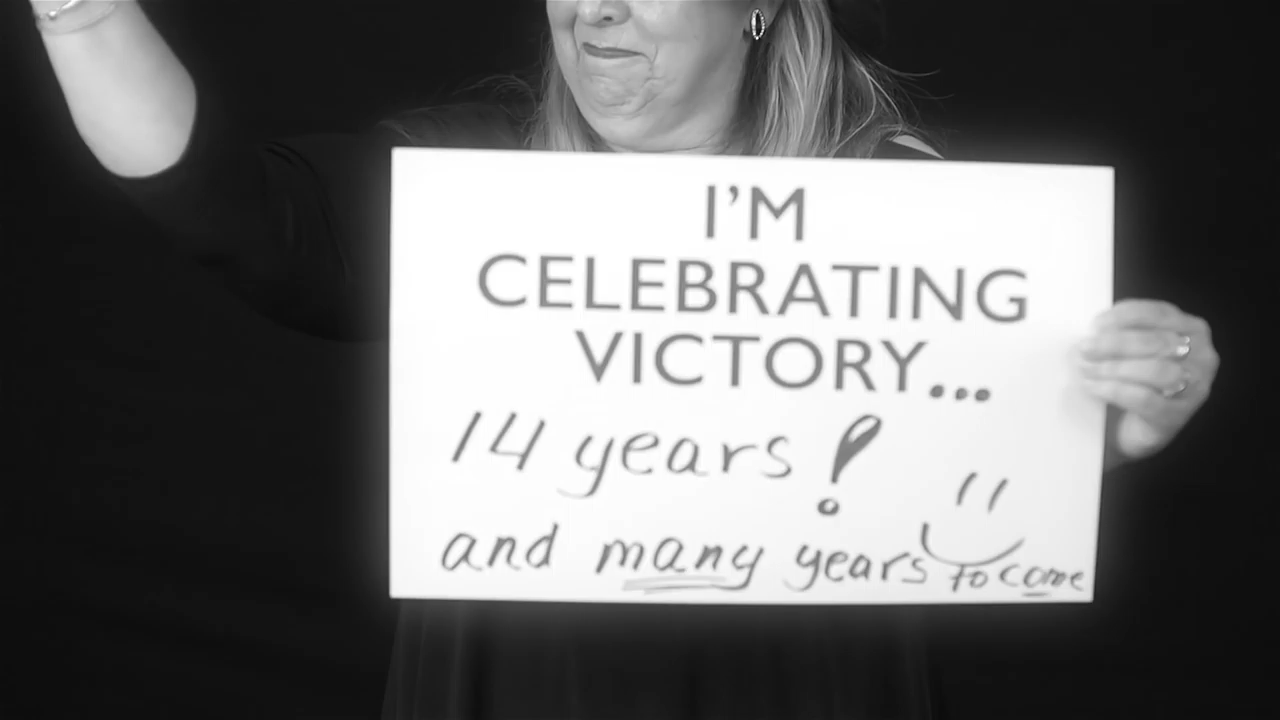 I'M
CELEBRATING
VICTORY...
14 years!
and many years to come